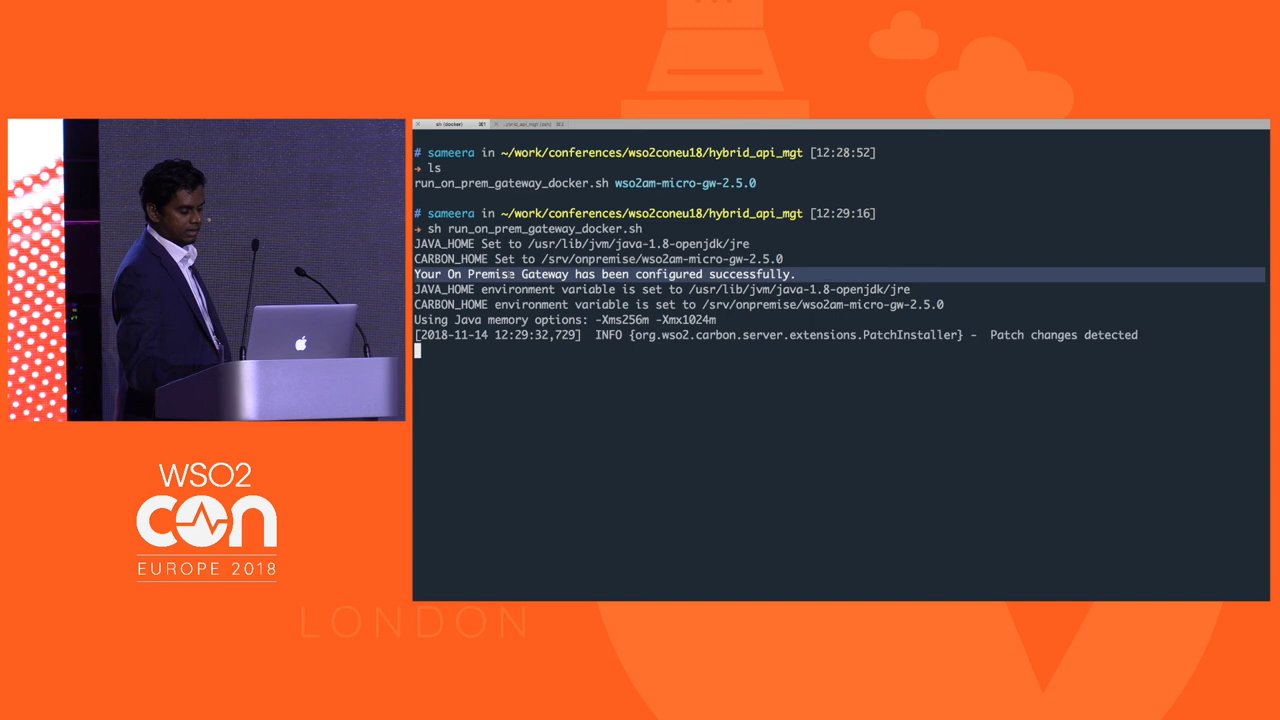 sh (docker) ⌘1
⌘2
# sameera in ~/work/conferences/wso2coneu18/hybrid_api_mgt [12:28:52]
→ ls
run_on_prem_gateway_docker.sh wso2am-micro-gw-2.5.0
# sameera in ~/work/conferences/wso2coneu18/hybrid_api_mgt [12:29:16]
→ sh run_on_prem_gateway_docker.sh
JAVA_HOME Set to /usr/lib/jvm/java-1.8-openjdk/jre
CARBON_HOME Set to /srv/onpremise/wso2am-micro-gw-2.5.0
Your On Premise Gateway has been configured successfully.
JAVA_HOME environment variable is set to /usr/lib/jvm/java-1.8-openjdk/jre
CARBON_HOME environment variable is set to /srv/onpremise/wso2am-micro-gw-2.5.0
Using Java memory options: -Xms256m -Xmx1024m
[2018-11-14 12:29:32,729] INFO {org.wso2.carbon.server.extensions.PatchInstaller} - Patch changes detected
WSO2
con
EUROPE 2018
LONDON